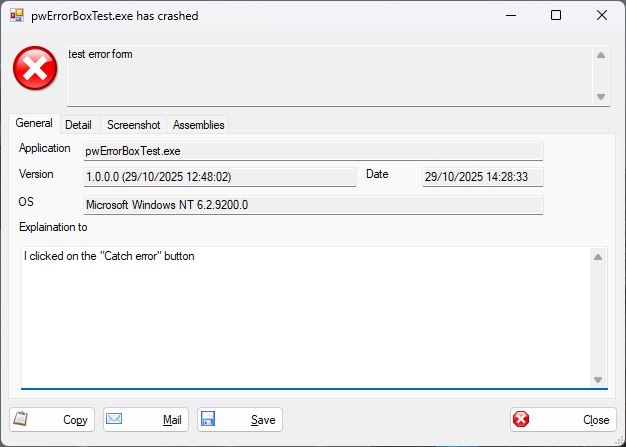 pwErrorBoxTest.exe has crashed
test error form
General Detail Screenshot Assemblies
Application pwErrorBoxTest.exe
Version 1.0.0.0 (29/10/2025 12:48:02) Date 29/10/2025 14:28:33
OS Microsoft Windows NT 6.2.9200.0
Explaination to
I clicked on the "Catch error" button
Copy Mail Save Close